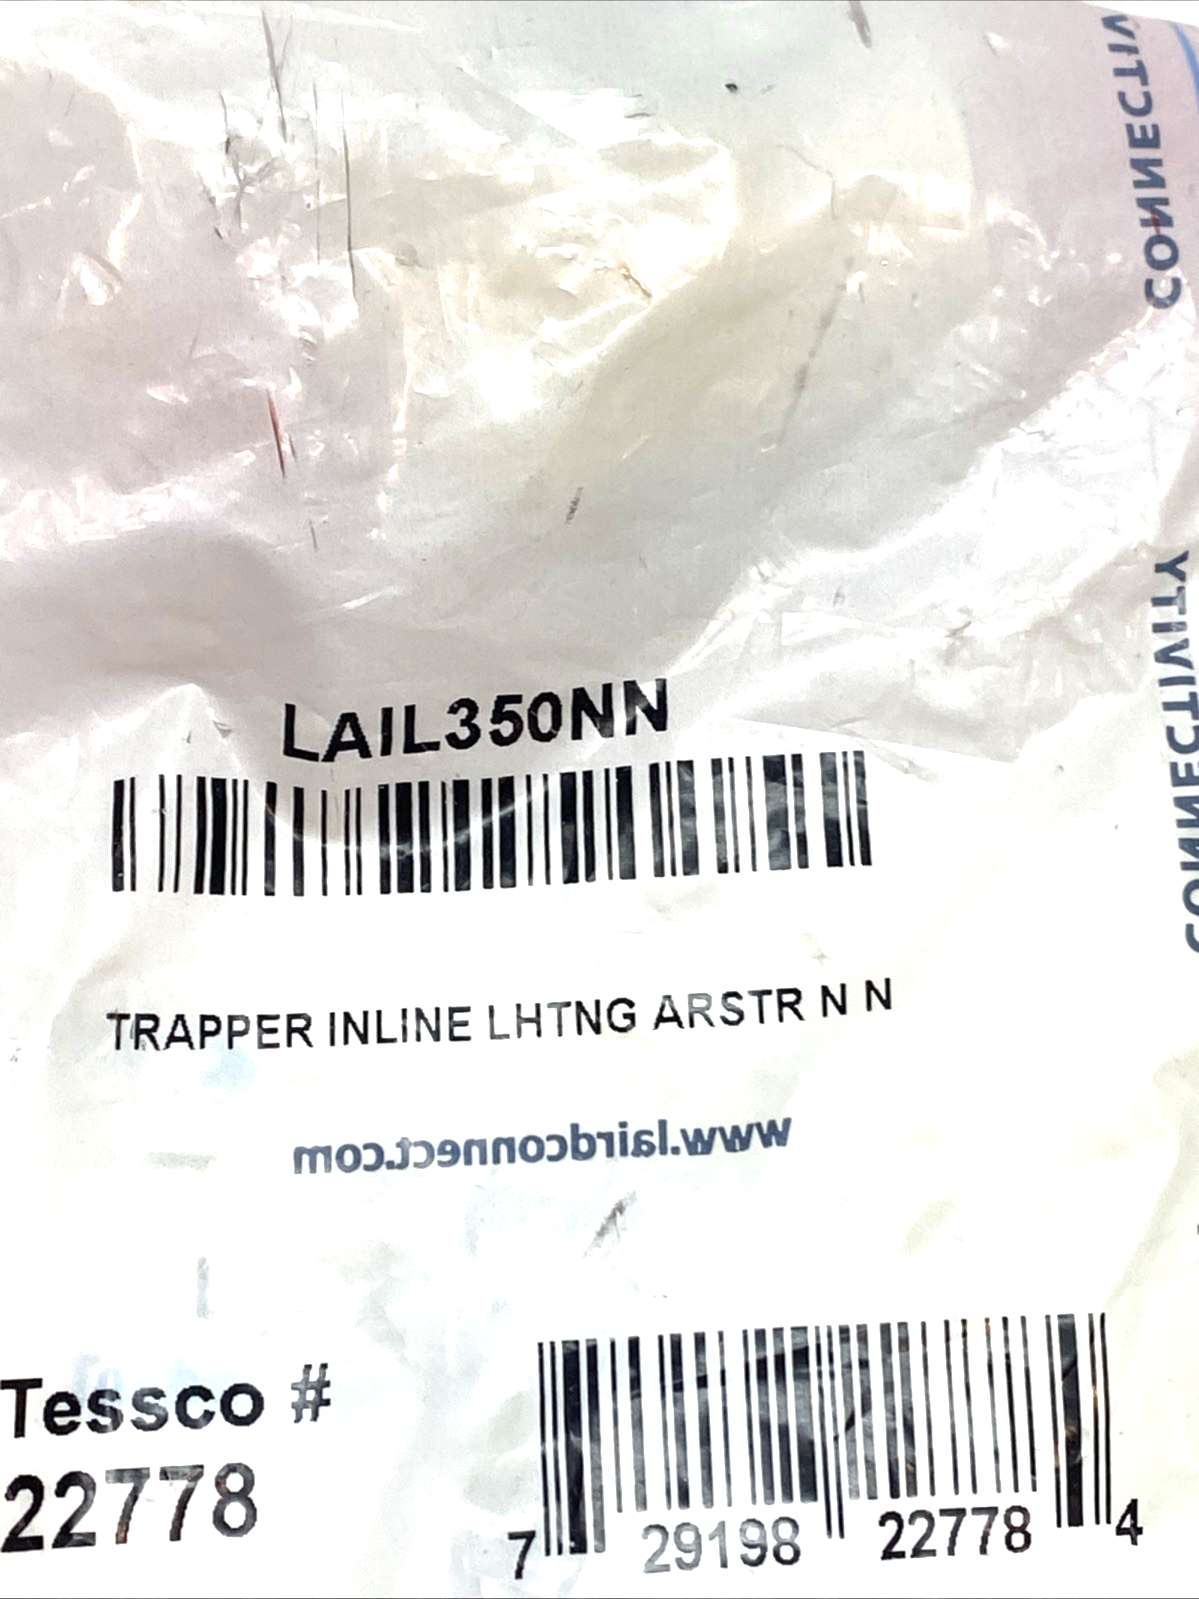 CONNECTIV
LAIL350NN
CONNECTIVITY
TRAPPER INLINE LHTNG ARSTR N N
www.lairdconnect.com
Tessco #
22778
7 29198 22778 4